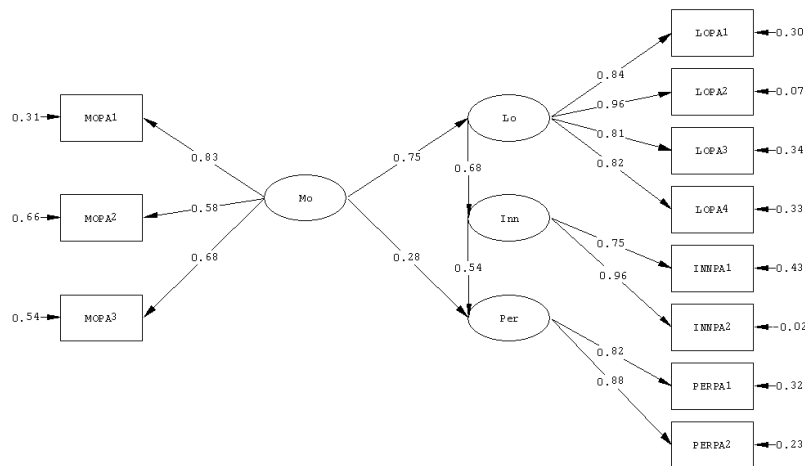 LOPA1
0.30
0.84
LOPA2
0.07
0.96
0.31
MOPA1
Lo
0.81
LOPA3
0.34
0.83
0.75
0.82
0.68
Mo
LOPA4
0.33
0.66
MOPA2
0.58
Inn
0.75
0.68
0.28
0.54
INNPA1
0.43
0.96
0.54
MOPA3
Per
INNPA2
-0.02
0.82
PERPA1
0.32
0.88
PERPA2
0.23